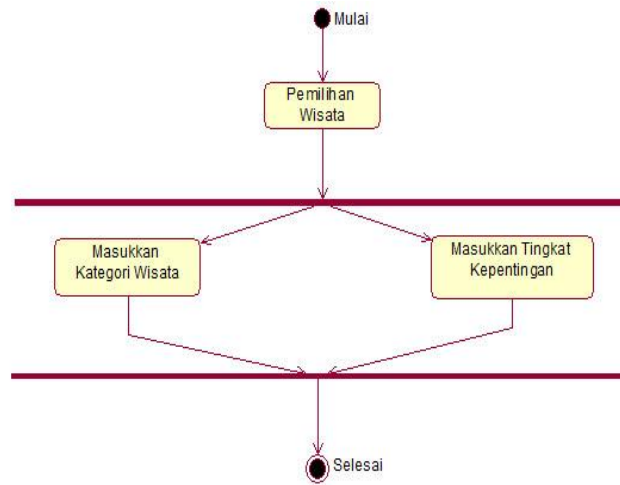 Mulai
Pemilihan
Wisata
Masukkan
Kategori Wisata
Masukkan Tingkat
Kepentingan
Selesai